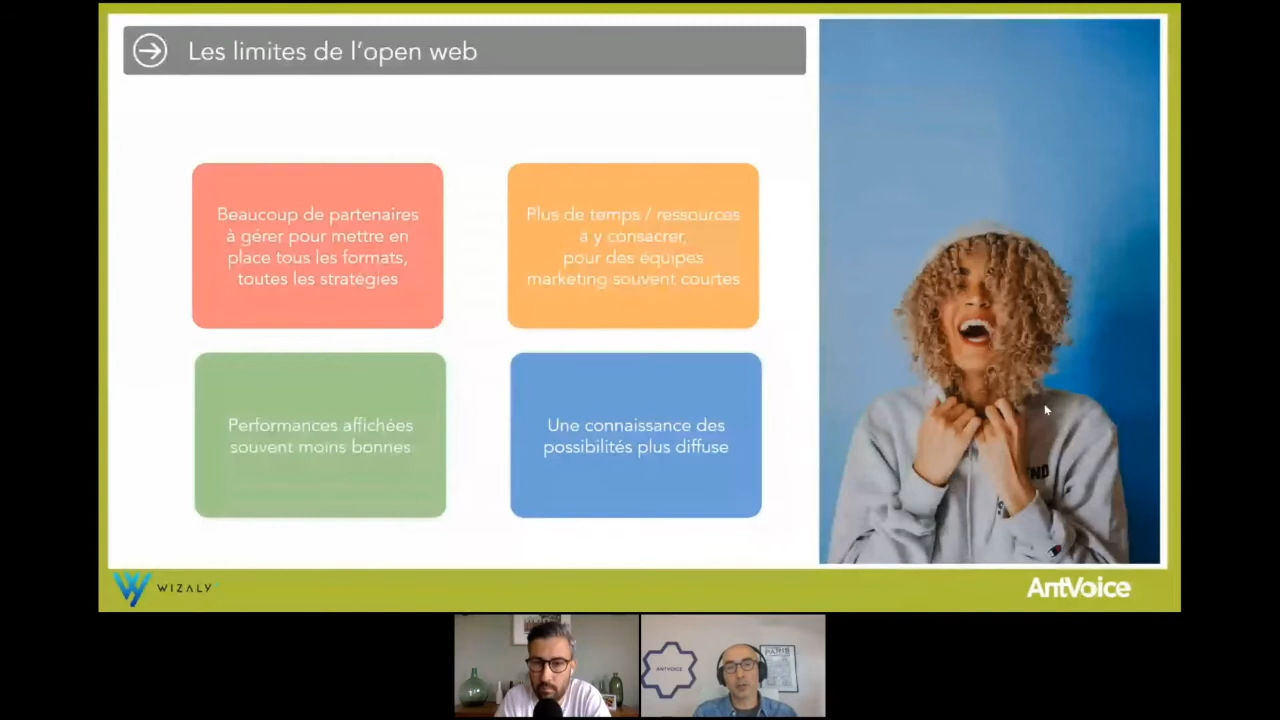 Les limites de l'open web
Beaucoup de partenaires
à gérer pour mettre en
place tous les formats,
toutes les stratégies
Plus de temps / ressources
à y consacrer,
pour des équipes
marketing souvent courtes
Performances affichées
souvent moins bonnes
Une connaissance des
possibilités plus diffuse
WIZALY
AntVoice
ANTVOICE
PARIS